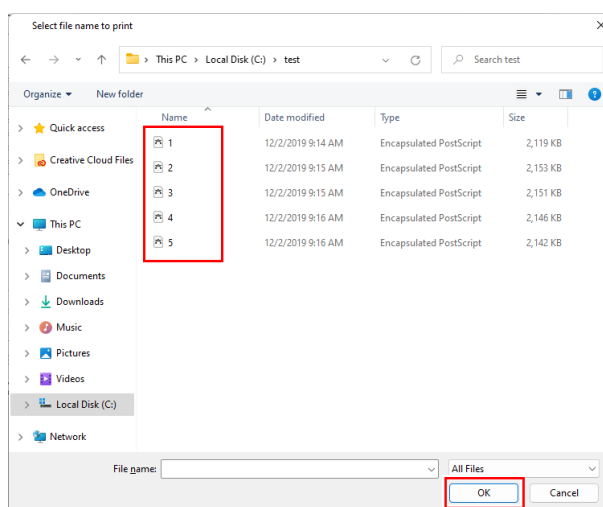 Select file name to print
This PC > Local Disk (C:) > test
Search test
Organize
New folder
Name Date modified Type Size
Quick access
Creative Cloud Files
OneDrive
This PC
Desktop
Documents
Downloads
Music
Pictures
Videos
Local Disk (C:)
Network
1 12/2/2019 9:14 AM Encapsulated PostScript 2,119 KB
2 12/2/2019 9:15 AM Encapsulated PostScript 2,153 KB
3 12/2/2019 9:15 AM Encapsulated PostScript 2,151 KB
4 12/2/2019 9:16 AM Encapsulated PostScript 2,146 KB
5 12/2/2019 9:16 AM Encapsulated PostScript 2,142 KB
File name:
All Files
OK
Cancel